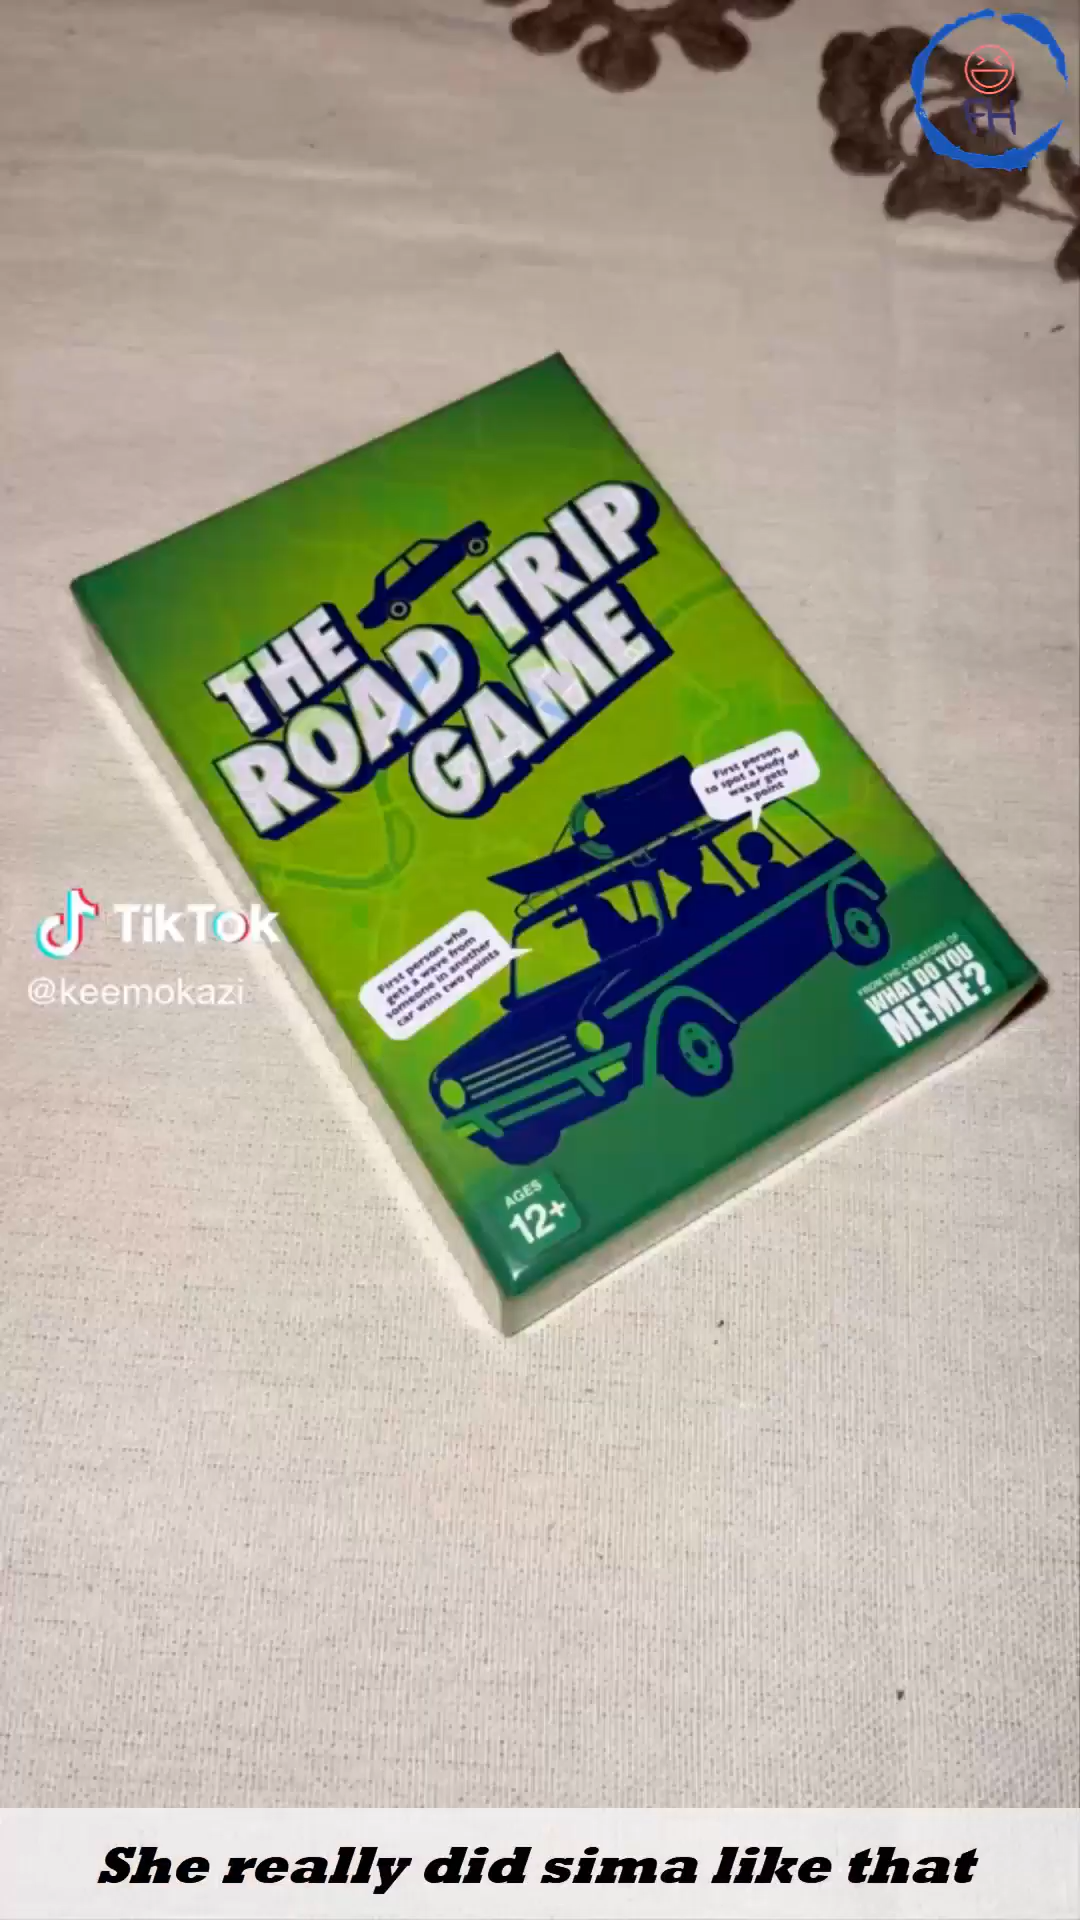 FH
THE
ROAD TRIP
GAME
First person
to spot a body of
water gets
a point
First person who
gets a wave from
someone in another
car wins two points
FROM THE CREATORS OF
WHAT DO YOU
MEME?
AGES
12+
TikTok
@keemokazi
She really did sima like that